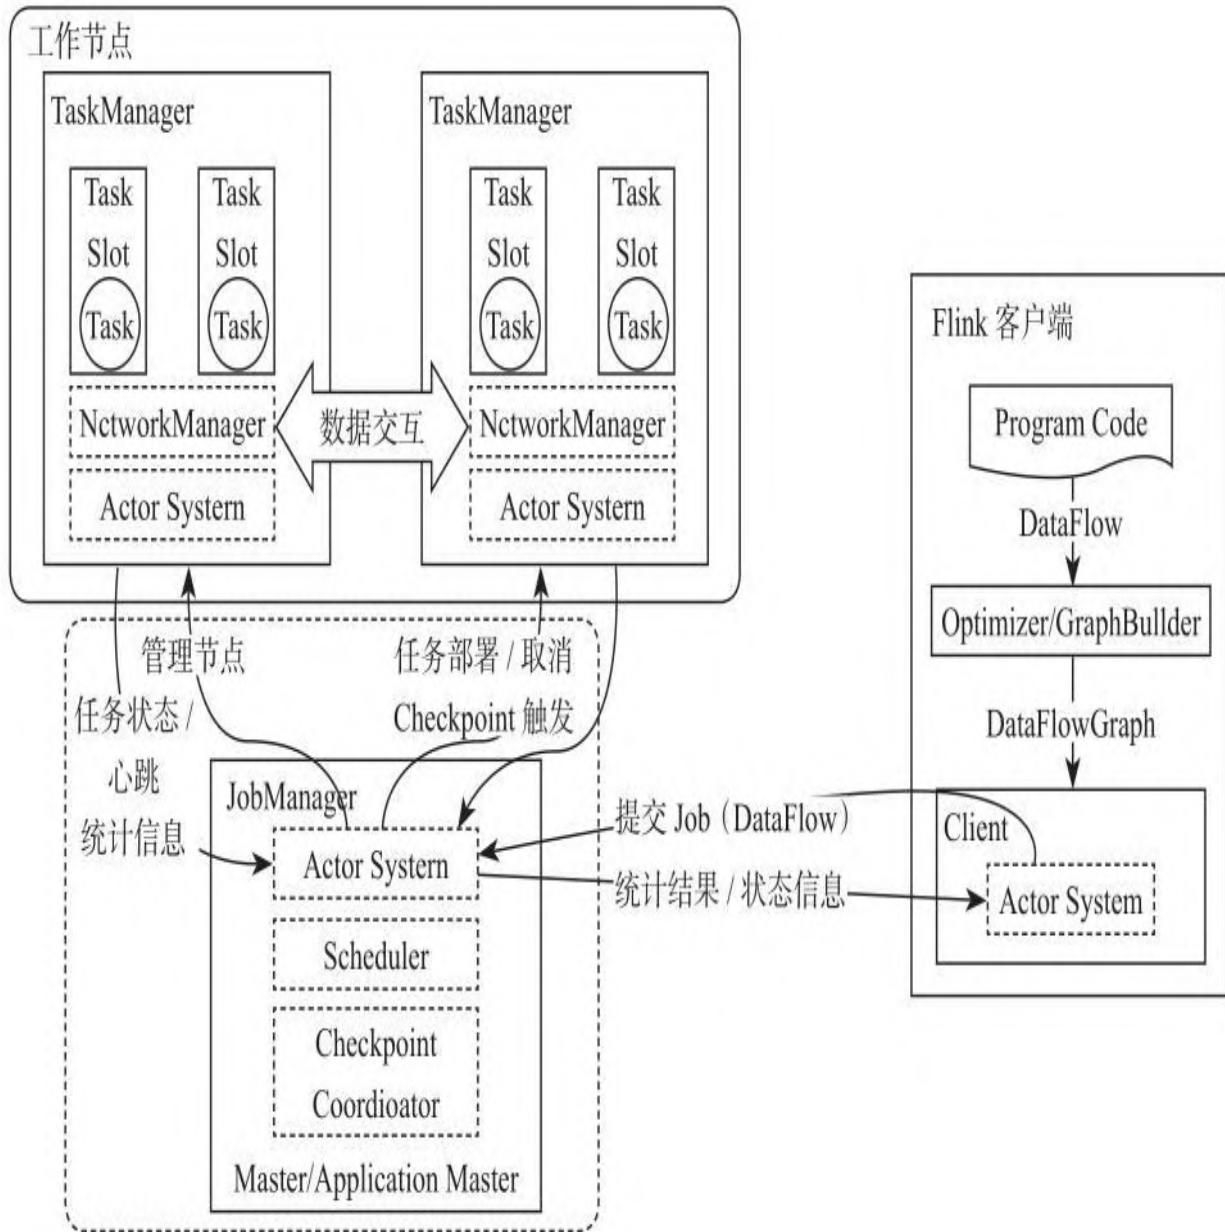 工作节点
TaskManager
Task
Slot
Task
Task
Slot
Task
NctworkManager
Actor Systern
数据交互
TaskManager
Task
Slot
Task
Task
Slot
Task
NctworkManager
Actor Systern
管理节点
任务状态 /
心跳
统计信息
任务部署 / 取消
Checkpoint 触发
JobManager
Actor Systern
Scheduler
Checkpoint
Coordioator
Master/Application Master
提交 Job（DataFlow）
统计结果 / 状态信息
Flink 客户端
Program Code
DataFlow
Optimizer/GraphBullder
DataFlowGraph
Client
Actor System